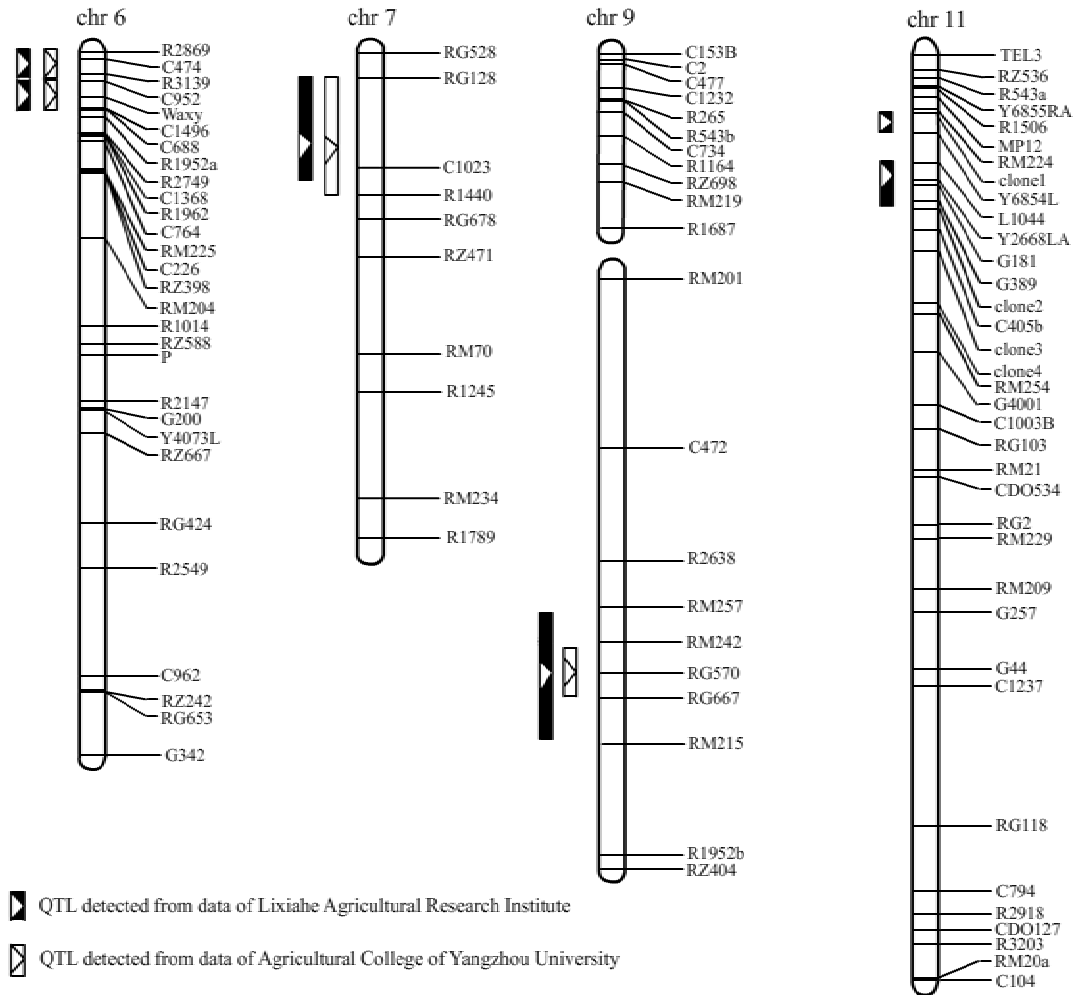 chr 6
R2869
C474
R3139
C952
Waxy
C1496
C688
R1952a
R2749
C1368
R1962
C764
RM225
C226
RZ398
RM204
R1014
RZ588
P
R2147
G200
Y4073L
RZ667
RG424
R2549
C962
RZ242
RG653
G342
chr 7
RG528
RG128
C1023
R1440
RG678
RZ471
RM70
R1245
RM234
R1789
chr 9
C153B
C2
C477
C1232
R265
R543b
C734
R1164
RZ698
RM219
R1687
RM201
C472
R2638
RM257
RM242
RG570
RG667
RM215
R1952b
RZ404
chr 11
TEL3
RZ536
R543a
Y6855RA
R1506
MP12
RM224
clone1
Y6854L
L1044
Y2668LA
G181
G389
clone2
C405b
clone3
clone4
RM254
G4001
C1003B
RG103
RM21
CDO534
RG2
RM229
RM209
G257
G44
C1237
RG118
C794
R2918
CDO127
R3203
RM20a
C104
QTL detected from data of Lixiahe Agricultural Research Institute
QTL detected from data of Agricultural College of Yangzhou University